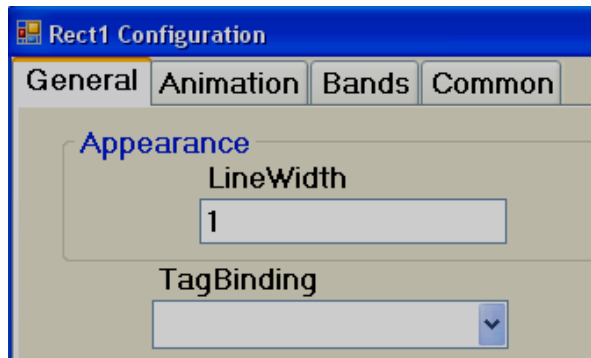 Rect1 Configuration
General Animation Bands Common
Appearance
LineWidth
1
TagBinding